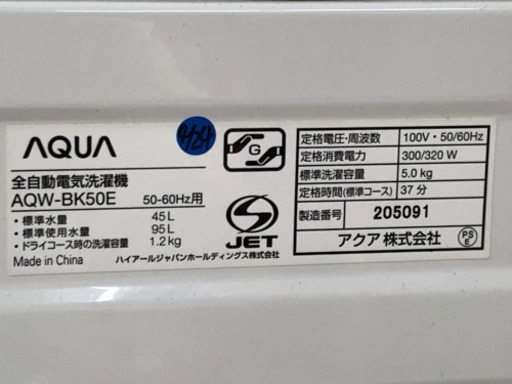 AQUA
G
全自動電気洗濯機
AQW-BK50E 50-60Hz用
・標準水量 45L
・標準使用水量 95L
・ドライコース時の洗濯容量 1.2kg
Made in China
JET
ハイアールジャパンホールディングス株式会社
定格電圧・周波数 100V・50/60Hz
定格消費電力 300/320 W
標準洗濯容量 5.0 kg
定格時間(標準コース) 37 分
製造番号 205091
アクア株式会社
PS
E